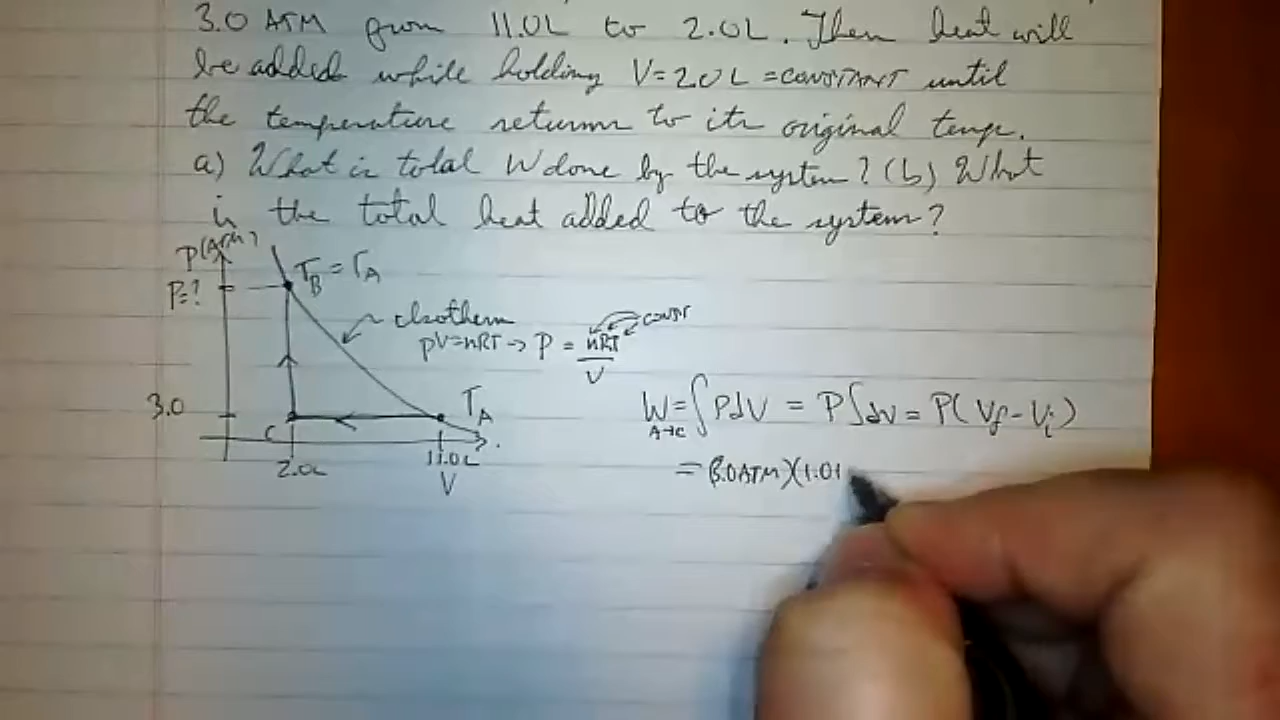 3.0 ATM from 11.0L to 2.0L. Then heat will
be added while holding V=2.0L=CONSTANT until
the temperature returns to its original temp.
a) What is total W done by the system? (b) What
is the total heat added to the system?
P(ATM)
P=?
T_B = T_A
Isotherm
CONST
PV=nRT → P = nRT
V
3.0
T_A
C
2.0L
11.0L
V
W = ∫PdV = P∫dV = P(V_f - V_i)
A→C
= (3.0ATM)(1.01